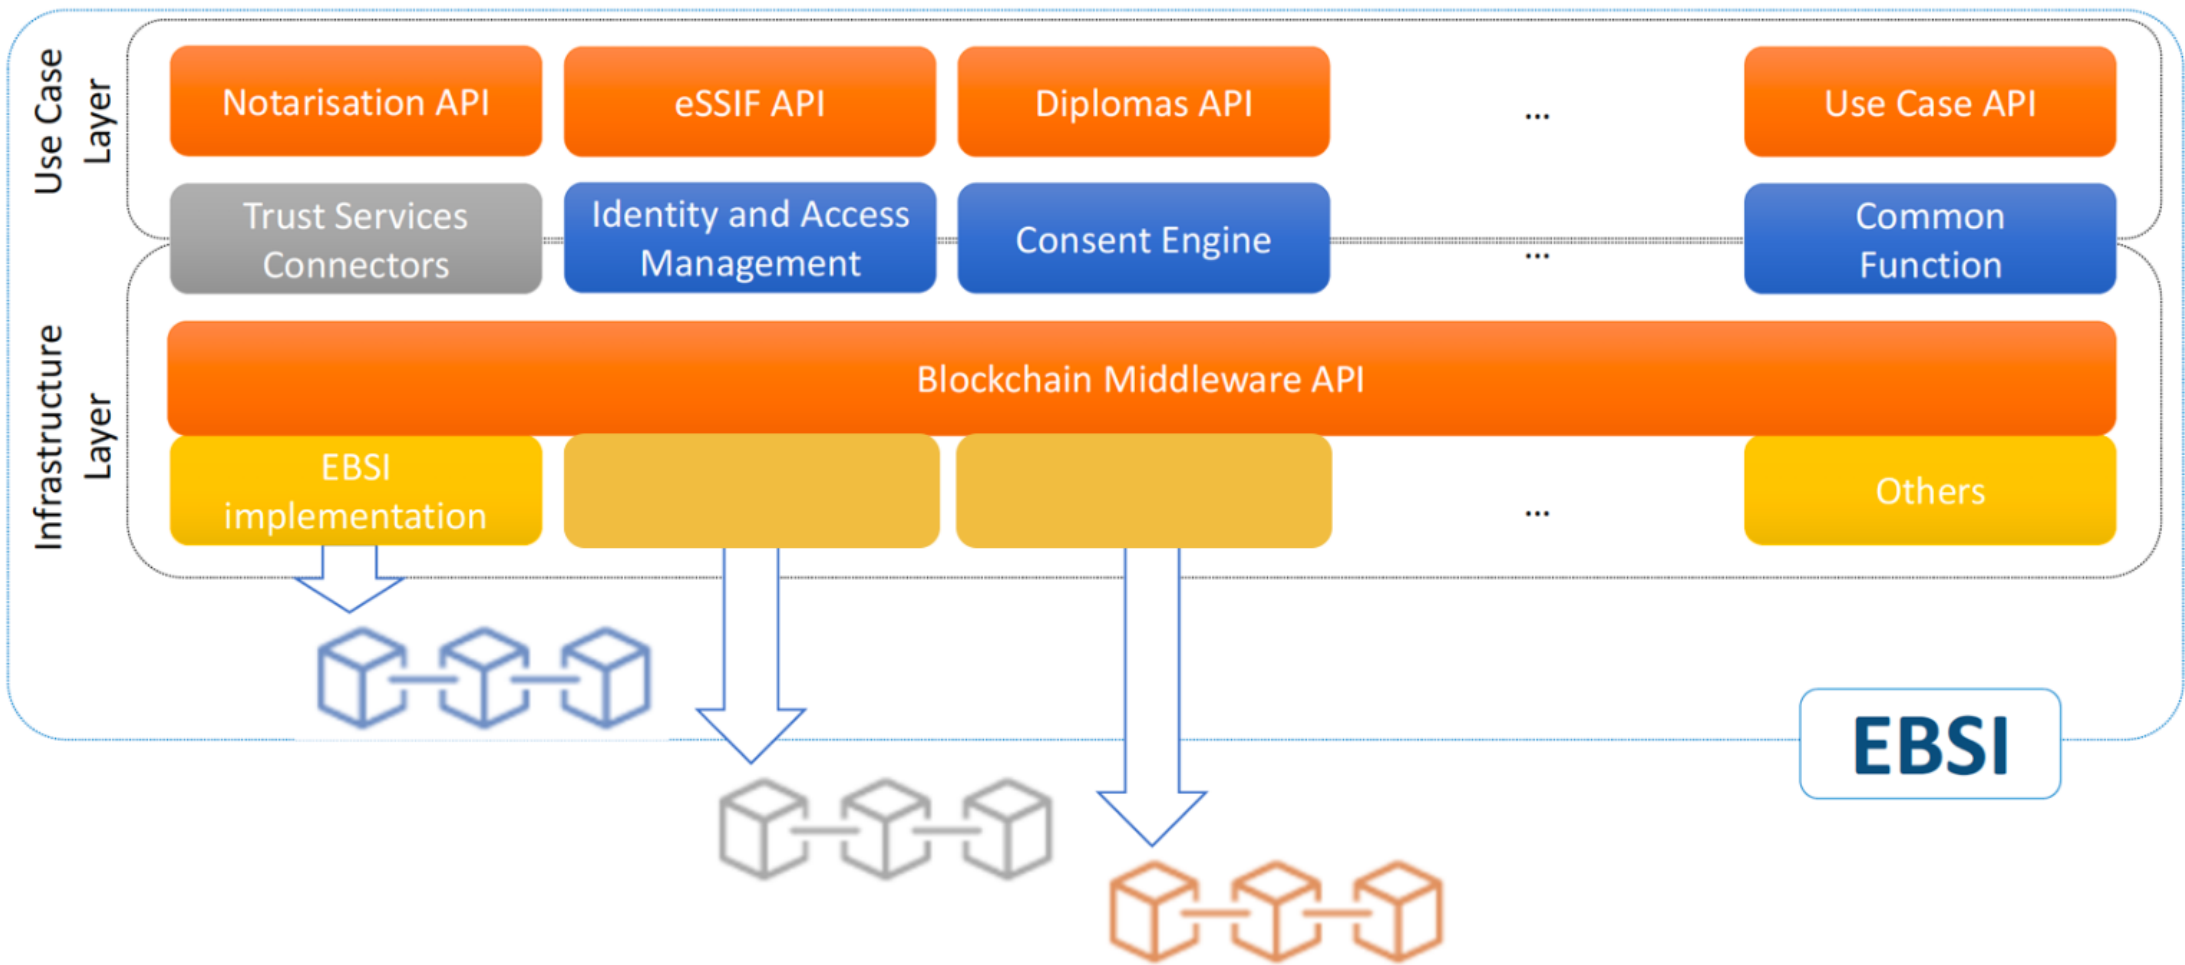 Use Case
Layer
Notarisation API
eSSIF API
Diplomas API
...
Use Case API
Trust Services
Connectors
Identity and Access
Management
Consent Engine
...
Common
Function
Infrastructure
Layer
Blockchain Middleware API
EBSI
implementation
...
Others
EBSI